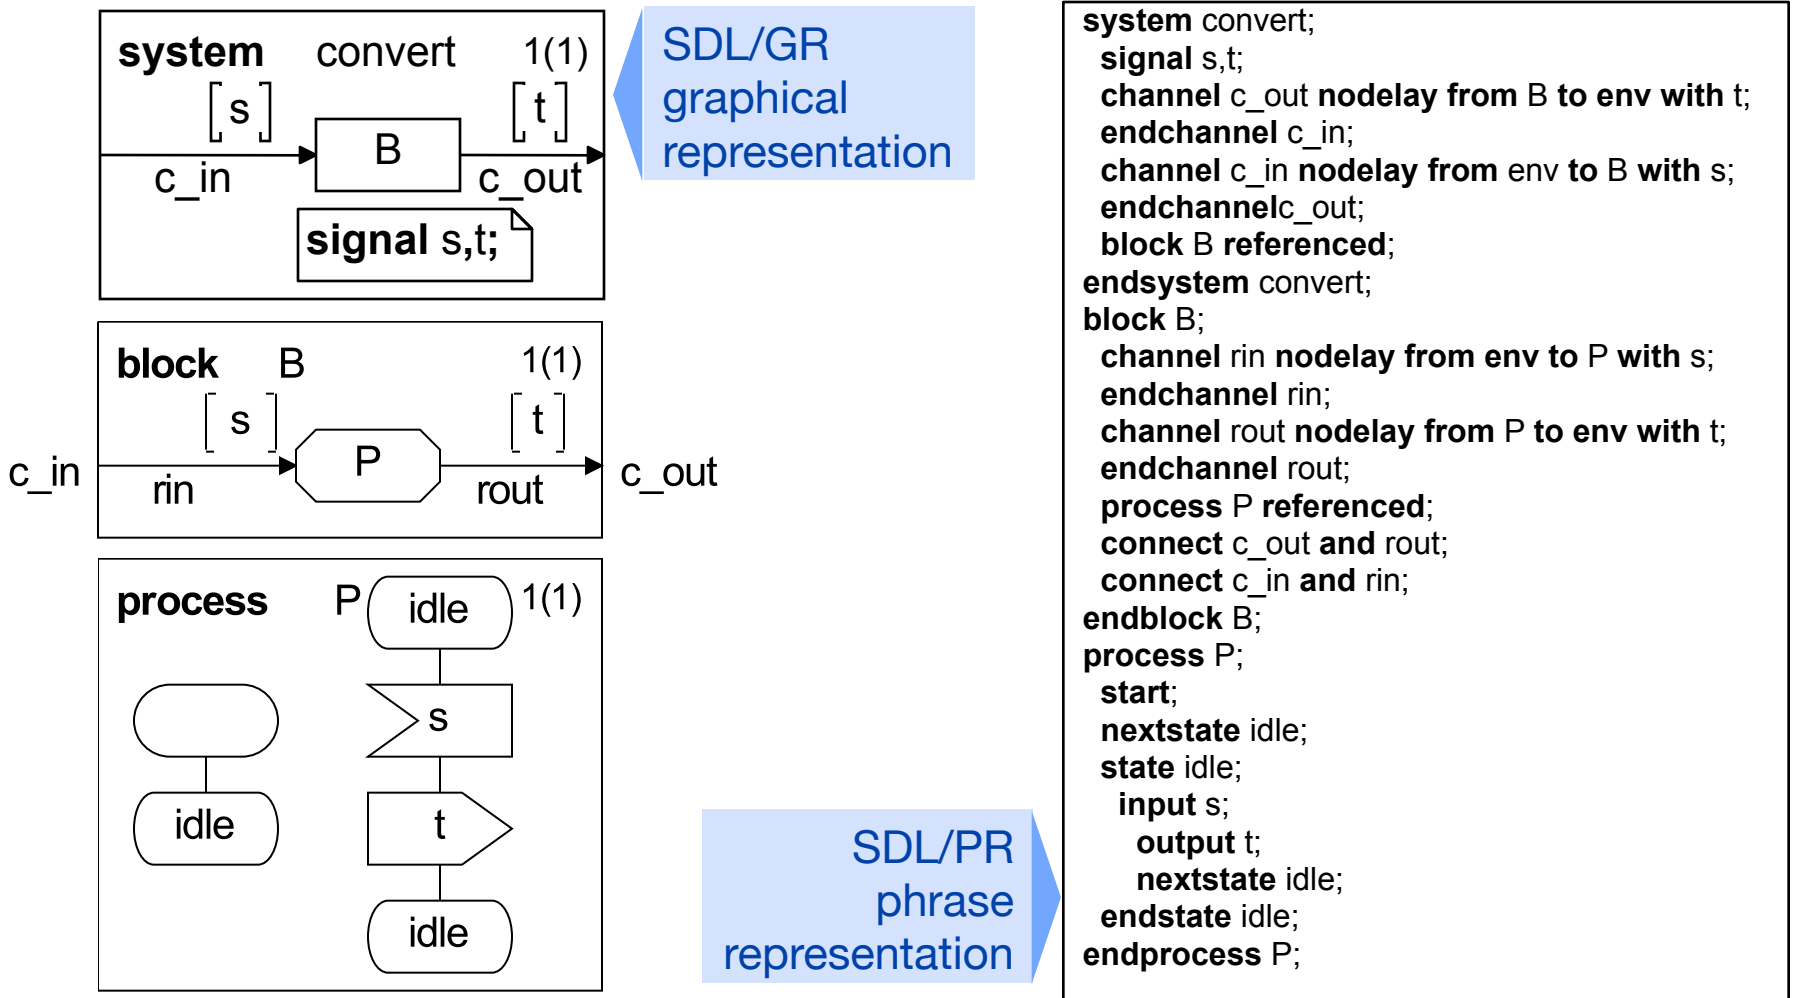 system convert 1(1)
[s] [t]
B
c_in c_out
signal s,t;
SDL/GR
graphical
representation
block B 1(1)
[s] [t]
P
c_in rin rout c_out
process P idle 1(1)
s
idle t
idle
SDL/PR
phrase
representation
system convert;
signal s,t;
channel c_out nodelay from B to env with t;
endchannel c_in;
channel c_in nodelay from env to B with s;
endchannelc_out;
block B referenced;
endsystem convert;
block B;
channel rin nodelay from env to P with s;
endchannel rin;
channel rout nodelay from P to env with t;
endchannel rout;
process P referenced;
connect c_out and rout;
connect c_in and rin;
endblock B;
process P;
start;
nextstate idle;
state idle;
input s;
output t;
nextstate idle;
endstate idle;
endprocess P;